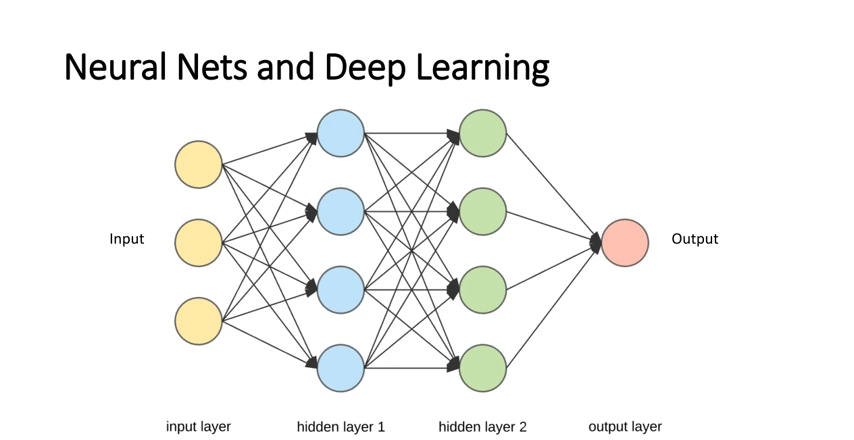 Neural Nets and Deep Learning
Input
Output
input layer
hidden layer 1
hidden layer 2
output layer